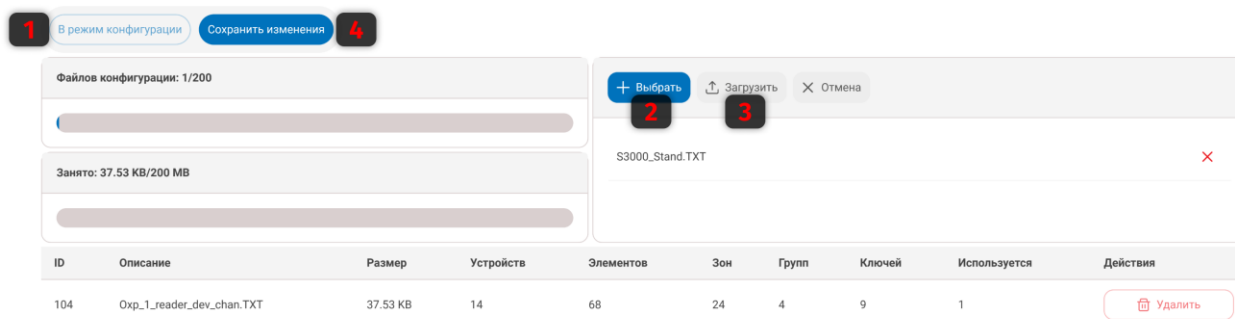 1 В режим конфигурации Сохранить изменения 4
Файлов конфигурации: 1/200
Выбрать Загрузить Отмена
2 3
S3000_Stand.TXT
Занято: 37.53 KB/200 MB
ID Описание Размер Устройств Элементов Зон Групп Ключей Используется Действия
104 Oxp_1_reader_dev_chan.TXT 37.53 KB 14 68 24 4 9 1 Удалить